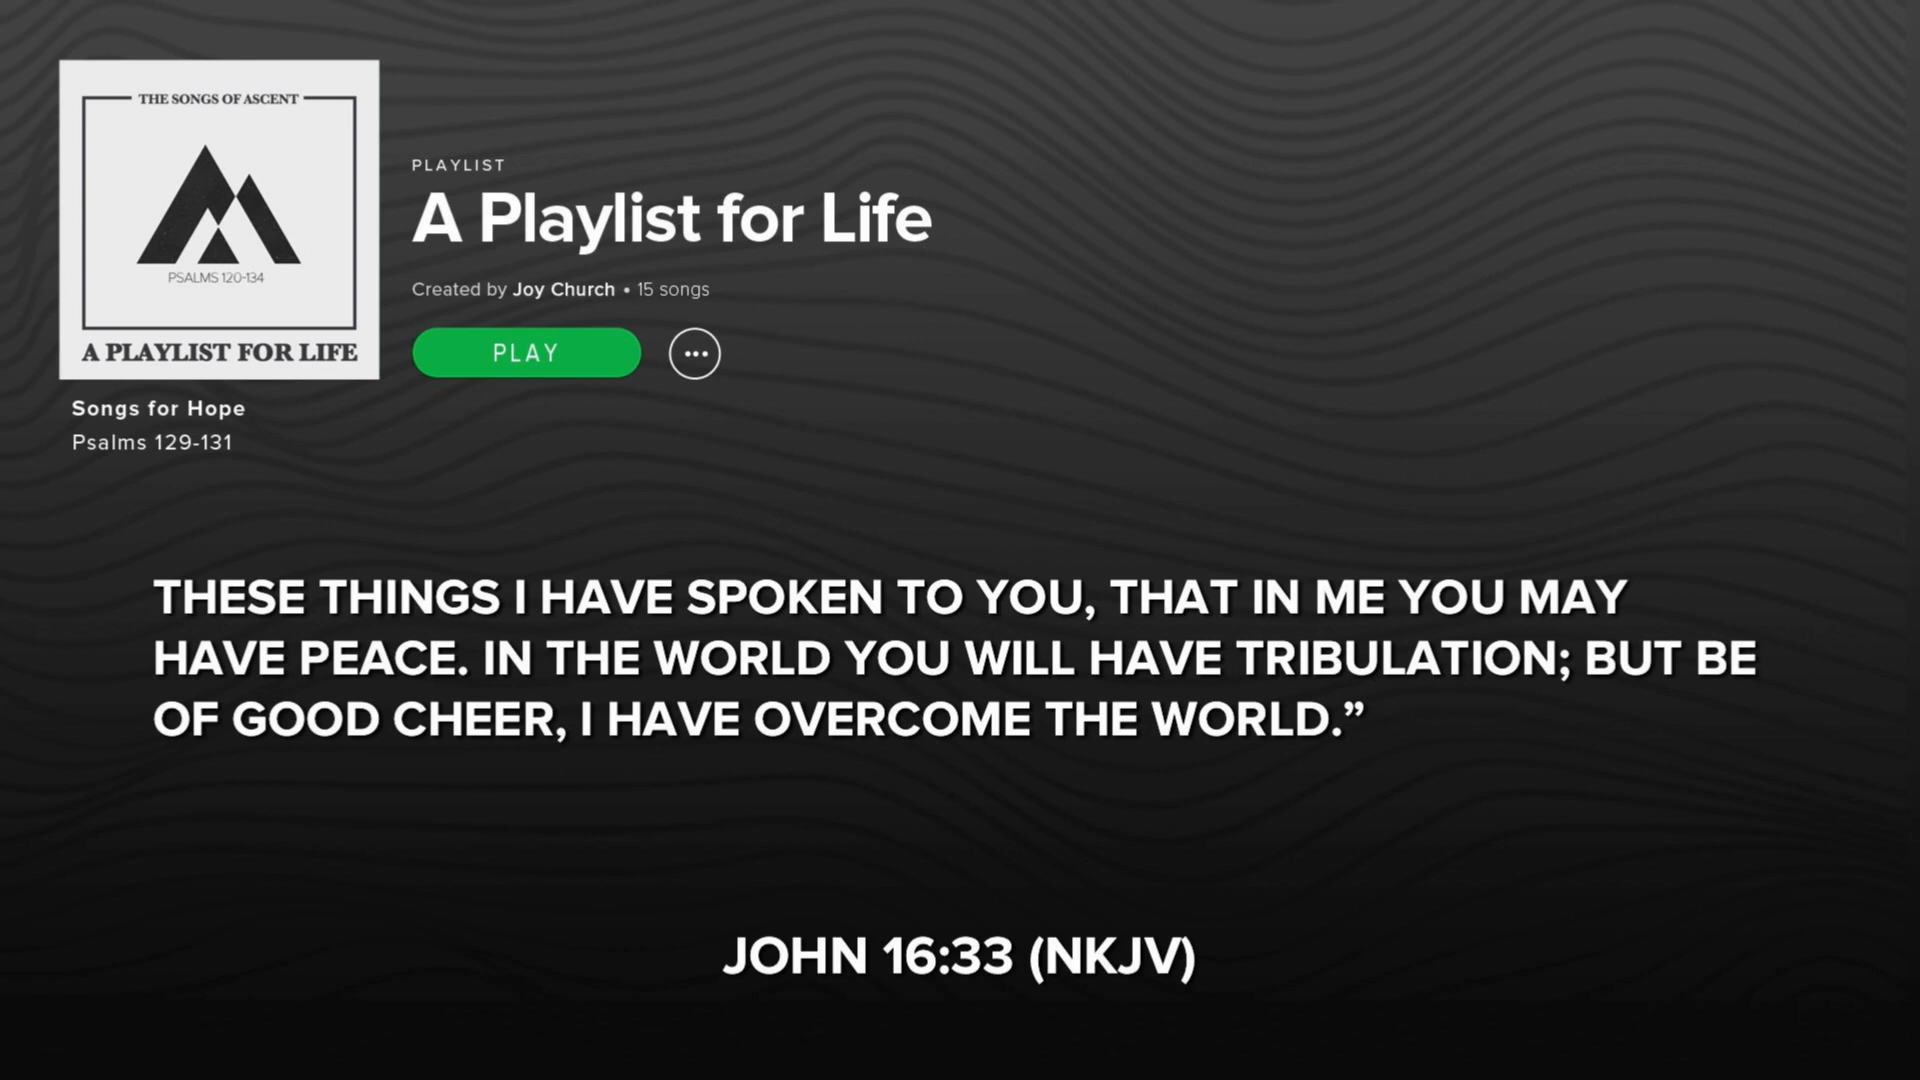 THE SONGS OF ASCENT
PSALMS 120-134
A PLAYLIST FOR LIFE
PLAYLIST
A Playlist for Life
Created by Joy Church • 15 songs
PLAY
Songs for Hope
Psalms 129-131
THESE THINGS I HAVE SPOKEN TO YOU, THAT IN ME YOU MAY
HAVE PEACE. IN THE WORLD YOU WILL HAVE TRIBULATION; BUT BE
OF GOOD CHEER, I HAVE OVERCOME THE WORLD.”
JOHN 16:33 (NKJV)